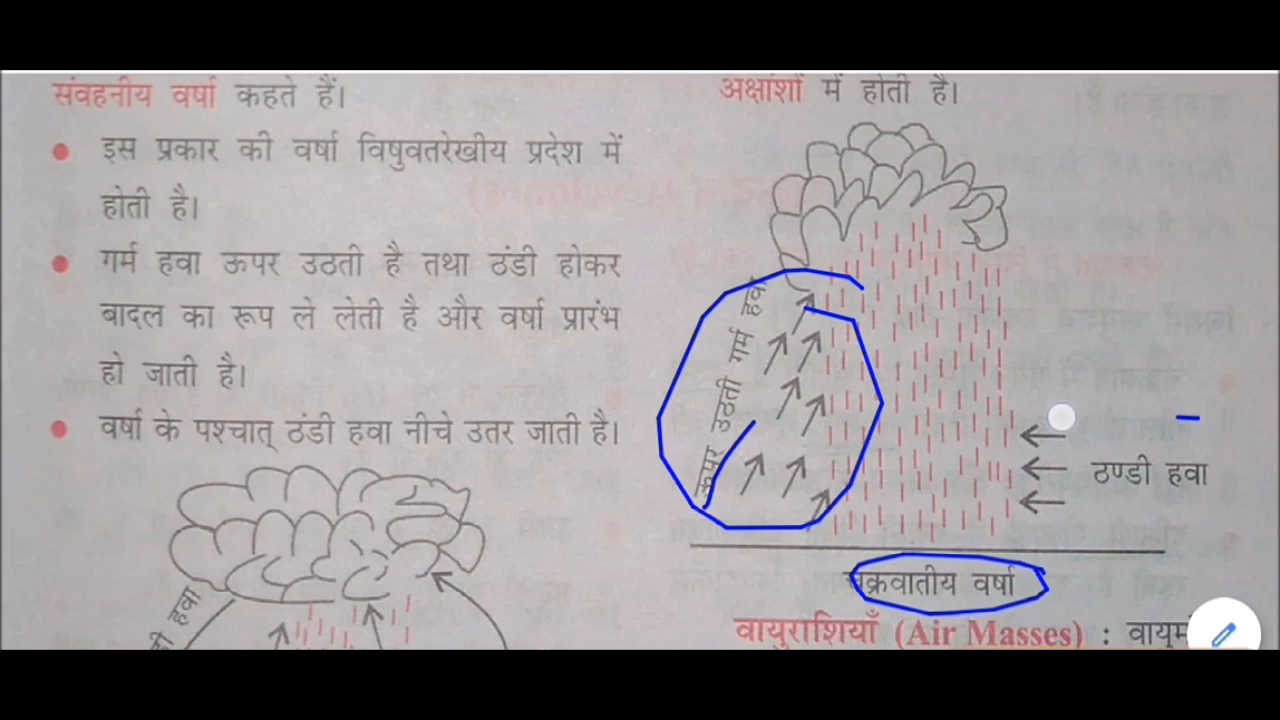 संवहनीय वर्षा कहते हैं।
इस प्रकार की वर्षा विषुवतरेखीय प्रदेश में
होती है।
गर्म हवा ऊपर उठती है तथा ठंडी होकर
बादल का रूप ले लेती है और वर्षा प्रारंभ
हो जाती है।
वर्षा के पश्चात् ठंडी हवा नीचे उतर जाती है।
हवा
अक्षांशों में होती है।
ऊपर उठती गर्म हवा
ठण्डी हवा
चक्रवातीय वर्षा
वायुराशियाँ (Air Masses) :